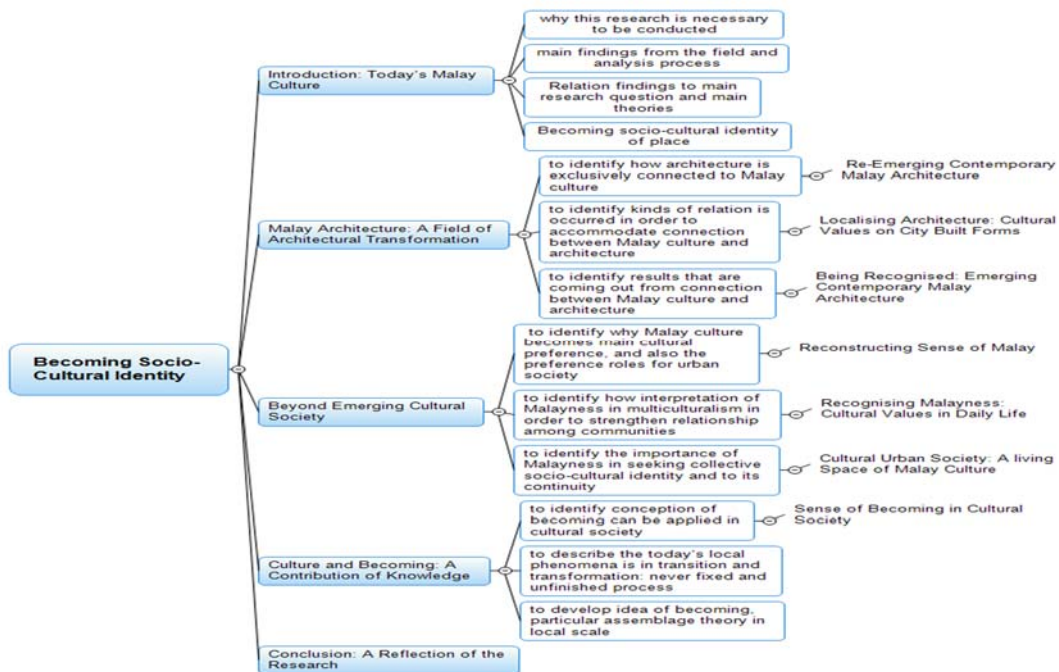 Becoming Socio-
Cultural Identity
Introduction: Today's Malay
Culture
why this research is necessary
to be conducted
main findings from the field and
analysis process
Relation findings to main
research question and main
theories
Becoming socio-cultural identity
of place
Malay Architecture: A Field of
Architectural Transformation
to identify how architecture is
exclusively connected to Malay
culture
Re-Emerging Contemporary
Malay Architecture
to identify kinds of relation is
occurred in order to
accommodate connection
between Malay culture and
architecture
Localising Architecture: Cultural
Values on City Built Forms
to identify results that are
coming out from connection
between Malay culture and
architecture
Being Recognised: Emerging
Contemporary Malay
Architecture
Beyond Emerging Cultural
Society
to identify why Malay culture
becomes main cultural
preference, and also the
preference roles for urban
society
Reconstructing Sense of Malay
to identify how interpretation of
Malayness in multiculturalism in
order to strengthen relationship
among communities
Recognising Malayness:
Cultural Values in Daily Life
to identify the importance of
Malayness in seeking collective
socio-cultural identity and to its
continuity
Cultural Urban Society: A living
Space of Malay Culture
Culture and Becoming: A
Contribution of Knowledge
to identify conception of
becoming can be applied in
cultural society
Sense of Becoming in Cultural
Society
to describe the today's local
phenomena is in transition and
transformation: never fixed and
unfinished process
to develop idea of becoming,
particular assemblage theory in
local scale
Conclusion: A Reflection of the
Research